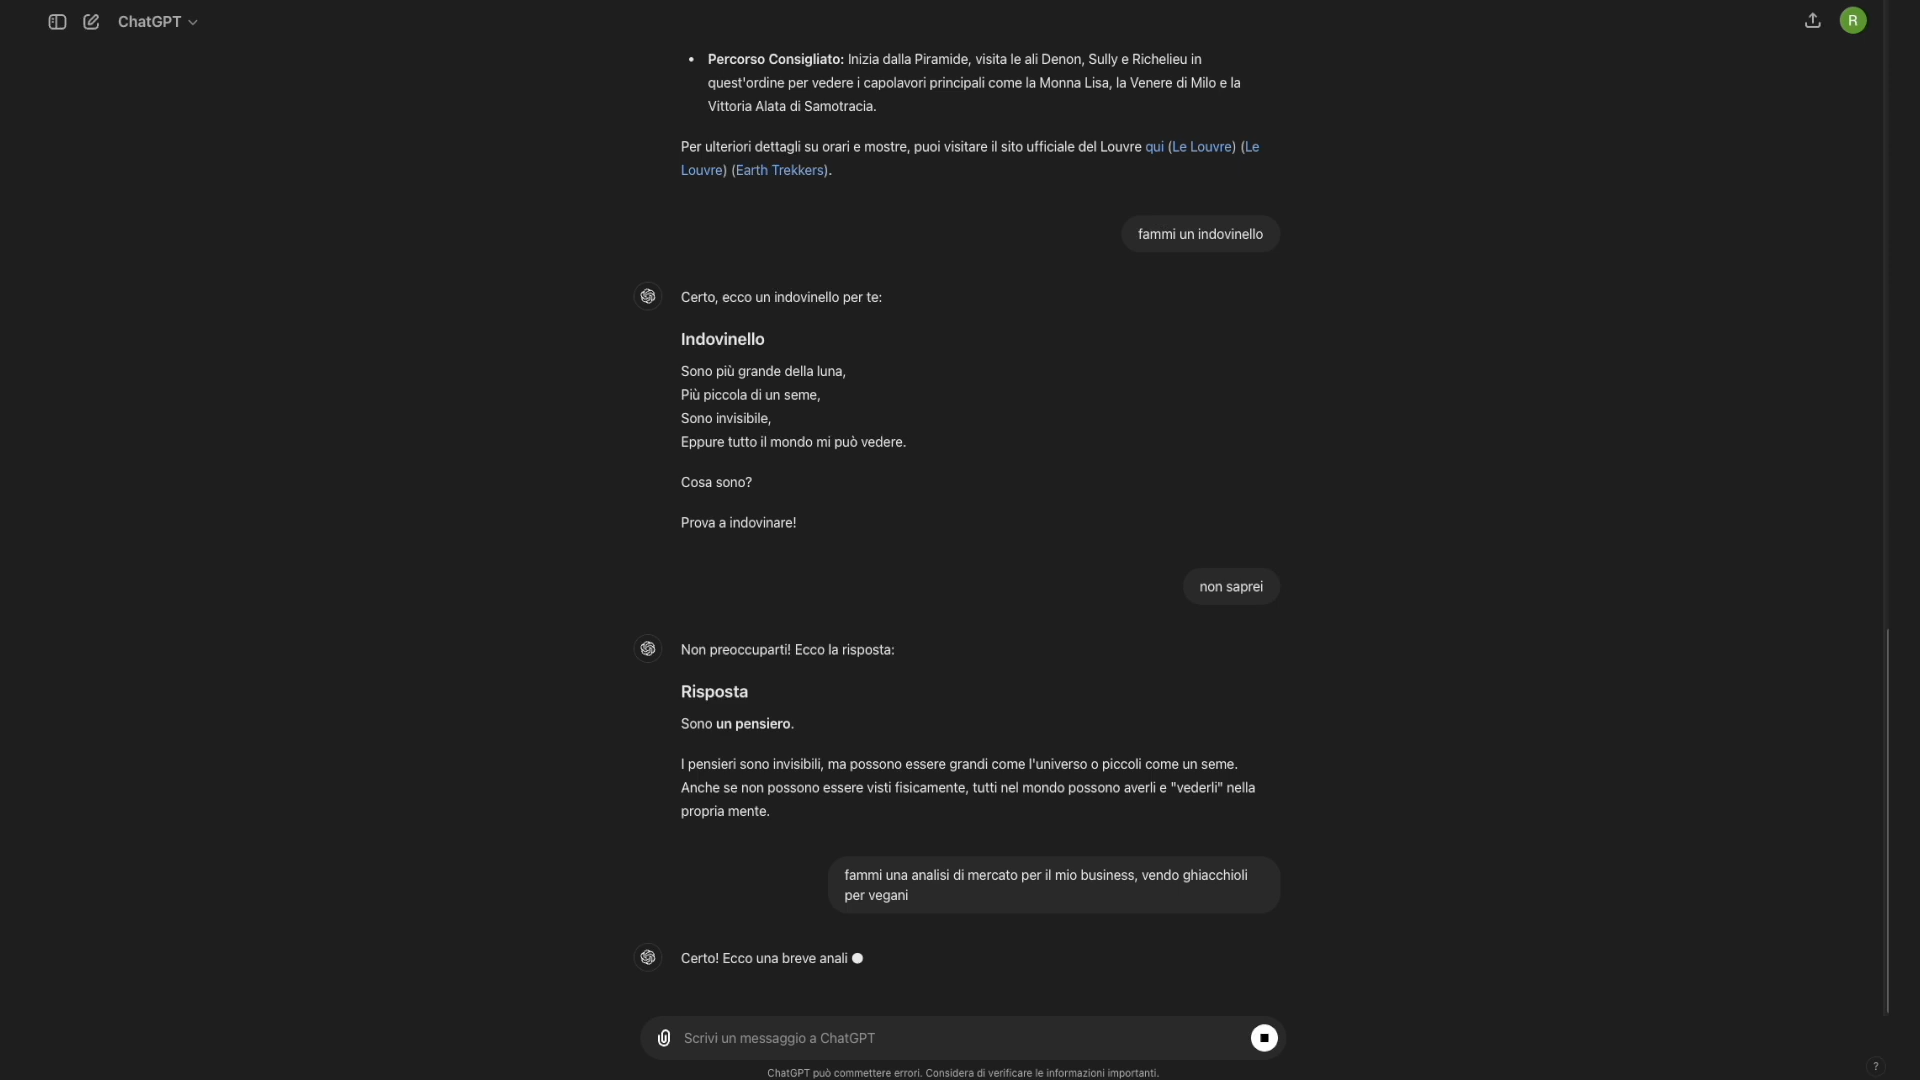 ChatGPT
R
• Percorso Consigliato: Inizia dalla Piramide, visita le ali Denon, Sully e Richelieu in
quest'ordine per vedere i capolavori principali come la Monna Lisa, la Venere di Milo e la
Vittoria Alata di Samotracia.
Per ulteriori dettagli su orari e mostre, puoi visitare il sito ufficiale del Louvre qui (Le Louvre) (Le
Louvre) (Earth Trekkers).
fammi un indovinello
Certo, ecco un indovinello per te:
Indovinello
Sono più grande della luna,
Più piccola di un seme,
Sono invisibile,
Eppure tutto il mondo mi può vedere.
Cosa sono?
Prova a indovinare!
non saprei
Non preoccuparti! Ecco la risposta:
Risposta
Sono un pensiero.
I pensieri sono invisibili, ma possono essere grandi come l'universo o piccoli come un seme.
Anche se non possono essere visti fisicamente, tutti nel mondo possono averli e "vederli" nella
propria mente.
fammi una analisi di mercato per il mio business, vendo ghiacchioli
per vegani
Certo! Ecco una breve anali
Scrivi un messaggio a ChatGPT
ChatGPT può commettere errori. Considera di verificare le informazioni importanti.
?